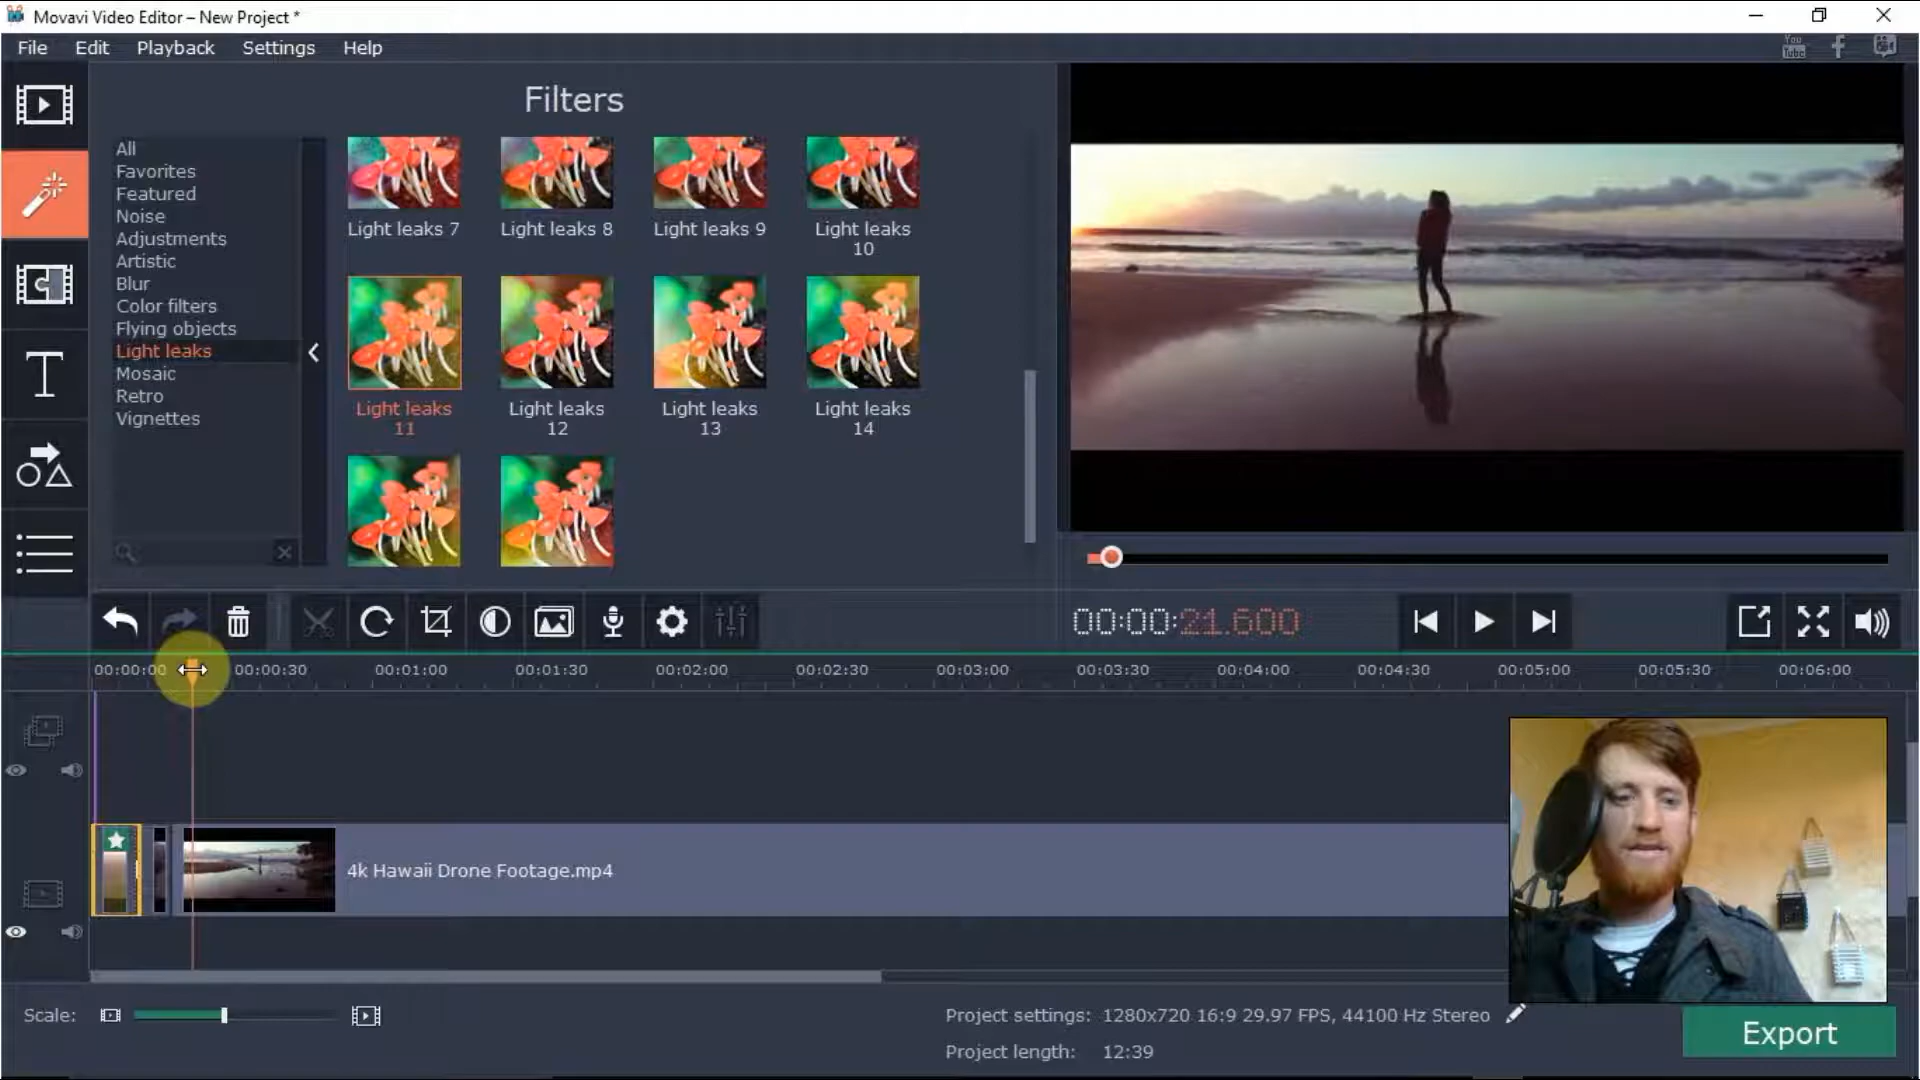 Movavi Video Editor – New Project *
File Edit Playback Settings Help
You Tube
Filters
All
Favorites
Featured
Noise
Adjustments
Artistic
Blur
Color filters
Flying objects
Light leaks
Mosaic
Retro
Vignettes
Light leaks 7
Light leaks 8
Light leaks 9
Light leaks 10
Light leaks 11
Light leaks 12
Light leaks 13
Light leaks 14
00:00:21.600
00:00:00 00:00:30 00:01:00 00:01:30 00:02:00 00:02:30 00:03:00 00:03:30 00:04:00 00:04:30 00:05:00 00:05:30 00:06:00
4k Hawaii Drone Footage.mp4
Scale:
Project settings: 1280x720 16:9 29.97 FPS, 44100 Hz Stereo
Project length: 12:39
Export